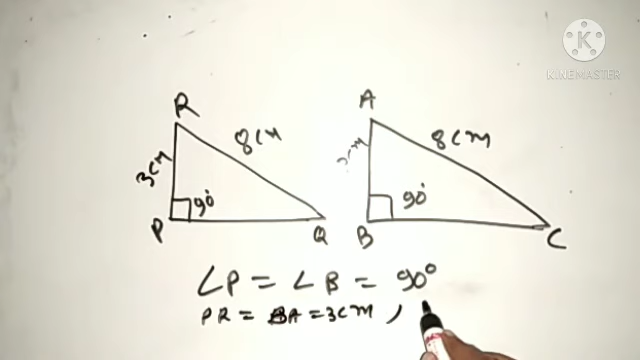 K
KINEMASTER
R
A
3CM
8CM
8CM
90°
90°
P
Q
B
C
∠P = ∠B = 90°
PR = BA = 3CM ,